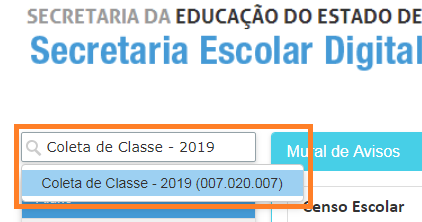 SECRETARIA DA EDUCAÇÃO DO ESTADO DE
Secretaria Escolar Digital
Coleta de Classe - 2019
Mural de Avisos
Coleta de Classe - 2019 (007.020.007)
Censo Escolar